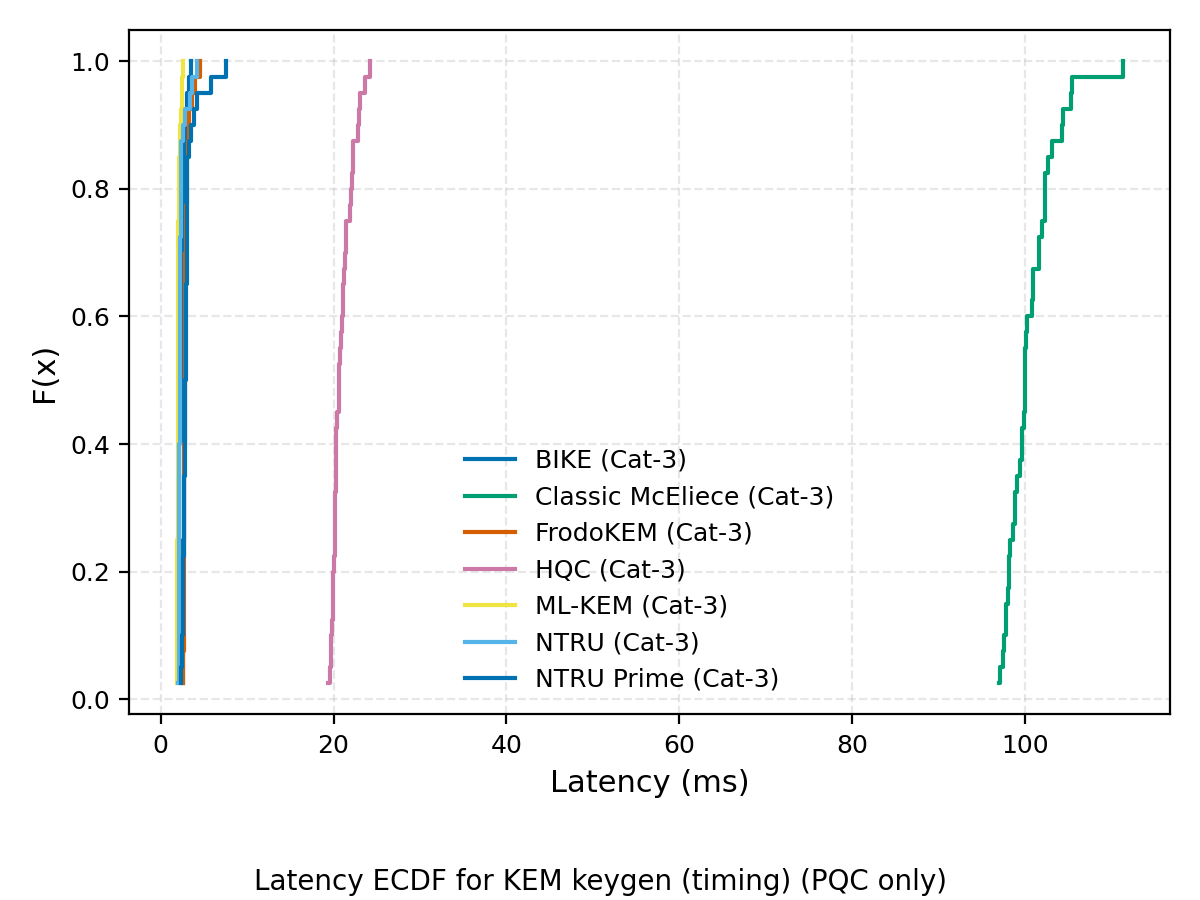 1.0
0.8
0.6
0.4
0.2
0.0
F(x)
BIKE (Cat-3)
Classic McEliece (Cat-3)
FrodoKEM (Cat-3)
HQC (Cat-3)
ML-KEM (Cat-3)
NTRU (Cat-3)
NTRU Prime (Cat-3)
0 20 40 60 80 100
Latency (ms)
Latency ECDF for KEM keygen (timing) (PQC only)